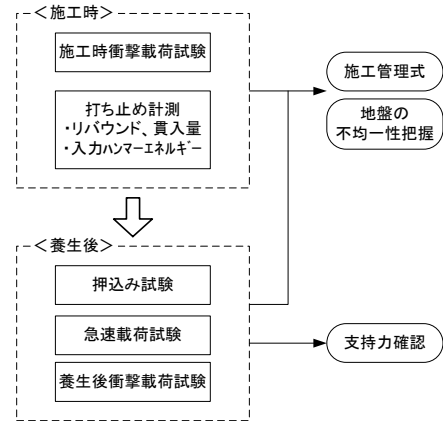 ＜施工時＞
施工時衝撃載荷試験
打ち止め計測
・リバウンド、貫入量
・入力ﾊﾝﾏｰｴﾈﾙｷﾞｰ
施工管理式
地盤の
不均一性把握
＜養生後＞
押込み試験
急速載荷試験
養生後衝撃載荷試験
支持力確認